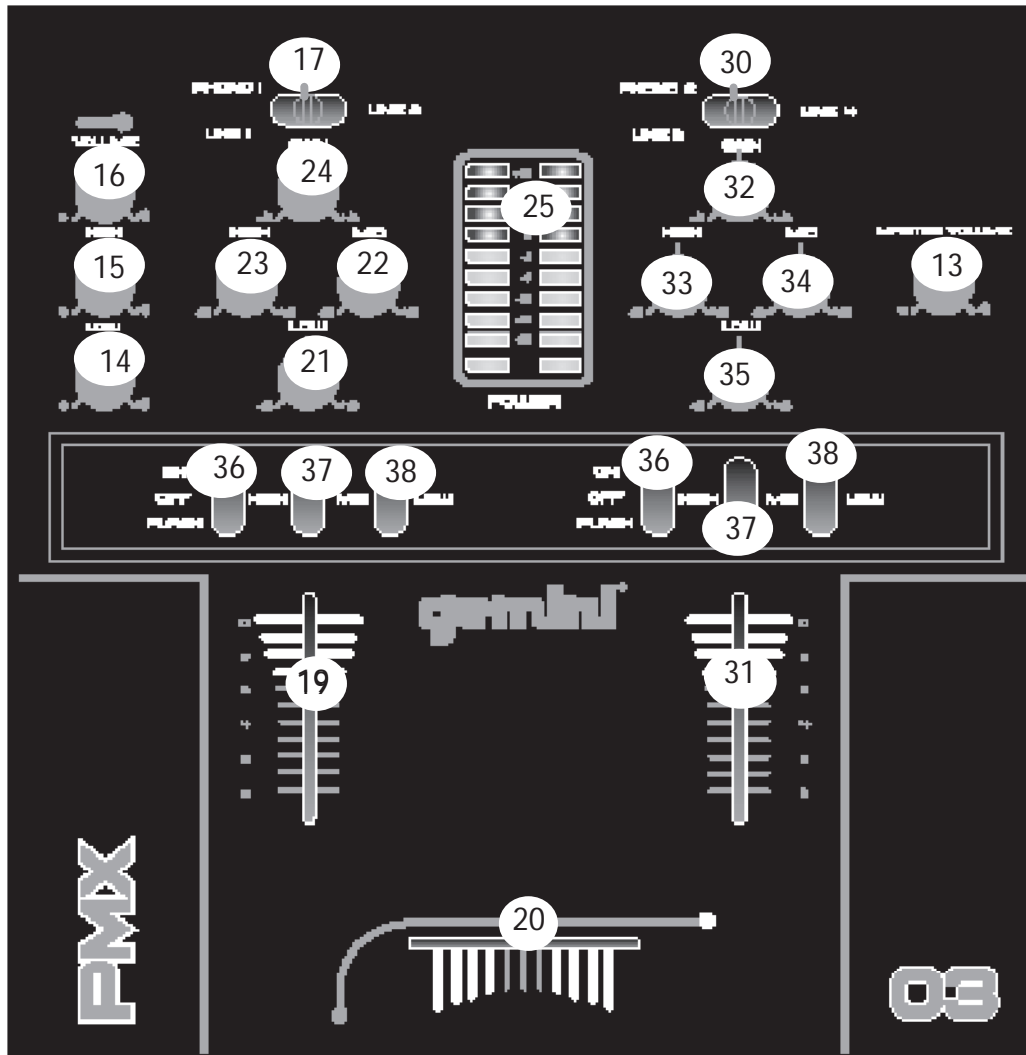 17
30
PHONO 1
LINE 2
PHONO 2
LINE 4
LINE 1
LINE 3
VOLUME
GAIN
GAIN
16
24
25
32
HIGH
HIGH
MID
HIGH
MID
MASTER VOLUME
15
23
22
33
34
13
LOW
LOW
LOW
14
21
35
POWER
36
37
38
36
38
ON
ON
OFF
HIGH
MID
LOW
OFF
HIGH
MID
LOW
FLASH
FLASH
37
gemini
19
31
PMX
20
03